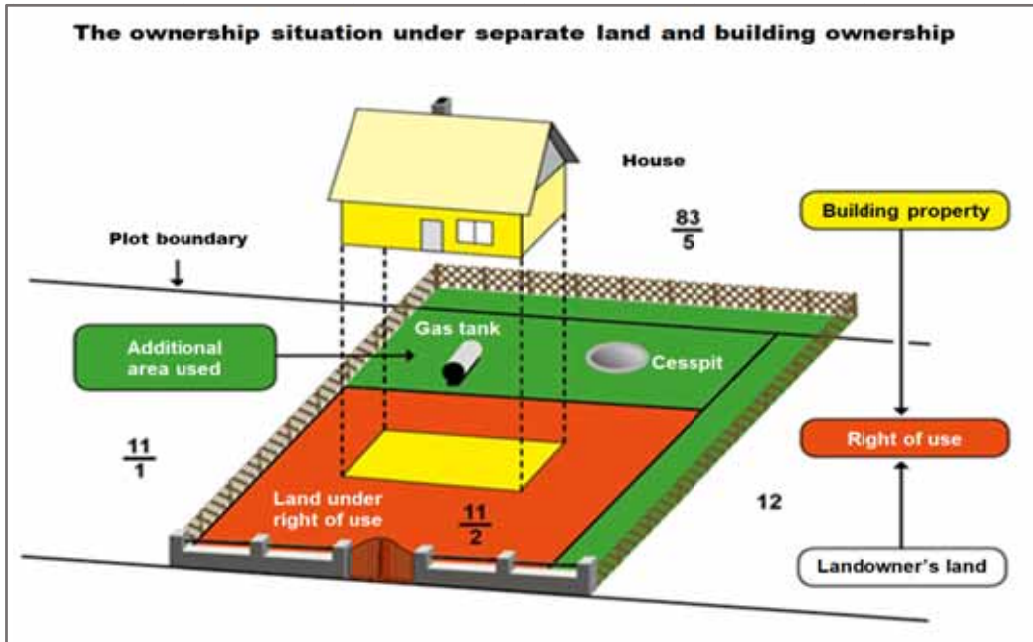 The ownership situation under separate land and building ownership
House
83
5
Building property
Plot boundary
Gas tank
Additional
area used
Cesspit
11
1
Right of use
Land under
right of use
11
2
12
Landowner's land